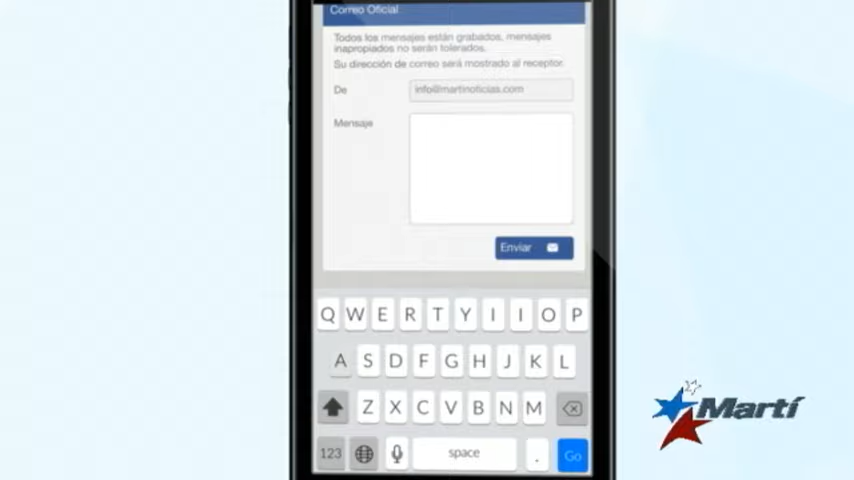 Correo Oficial
Todos los mensajes están grabados, mensajes
inapropiados no serán tolerados.
Su dirección de correo será mostrado al receptor.
De
info@martinoticias.com
Mensaje
Enviar
Q W E R T Y I I O P
A S D F G H J K L
Z X C V B N M
123 space . Go
Martí